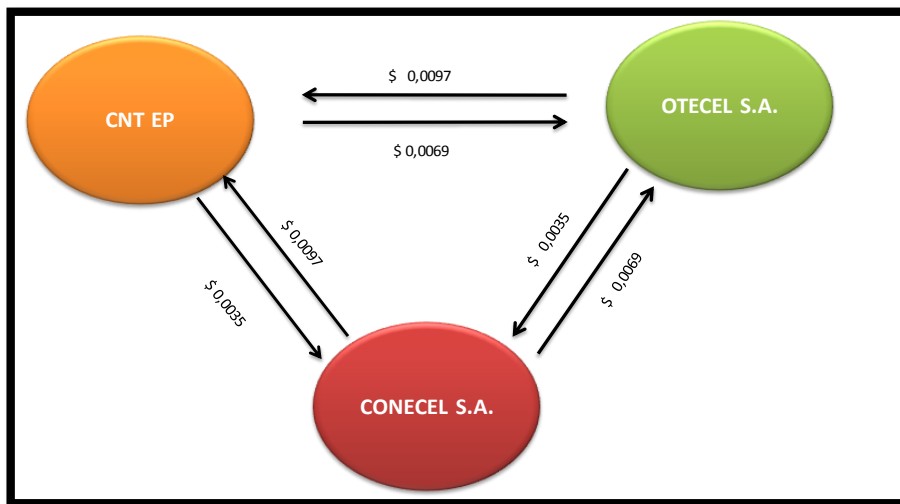 $ 0,0097
CNT EP
OTECEL S.A.
$ 0,0069
$ 0,0097
$ 0,0035
$ 0,0035
$ 0,0069
CONECEL S.A.